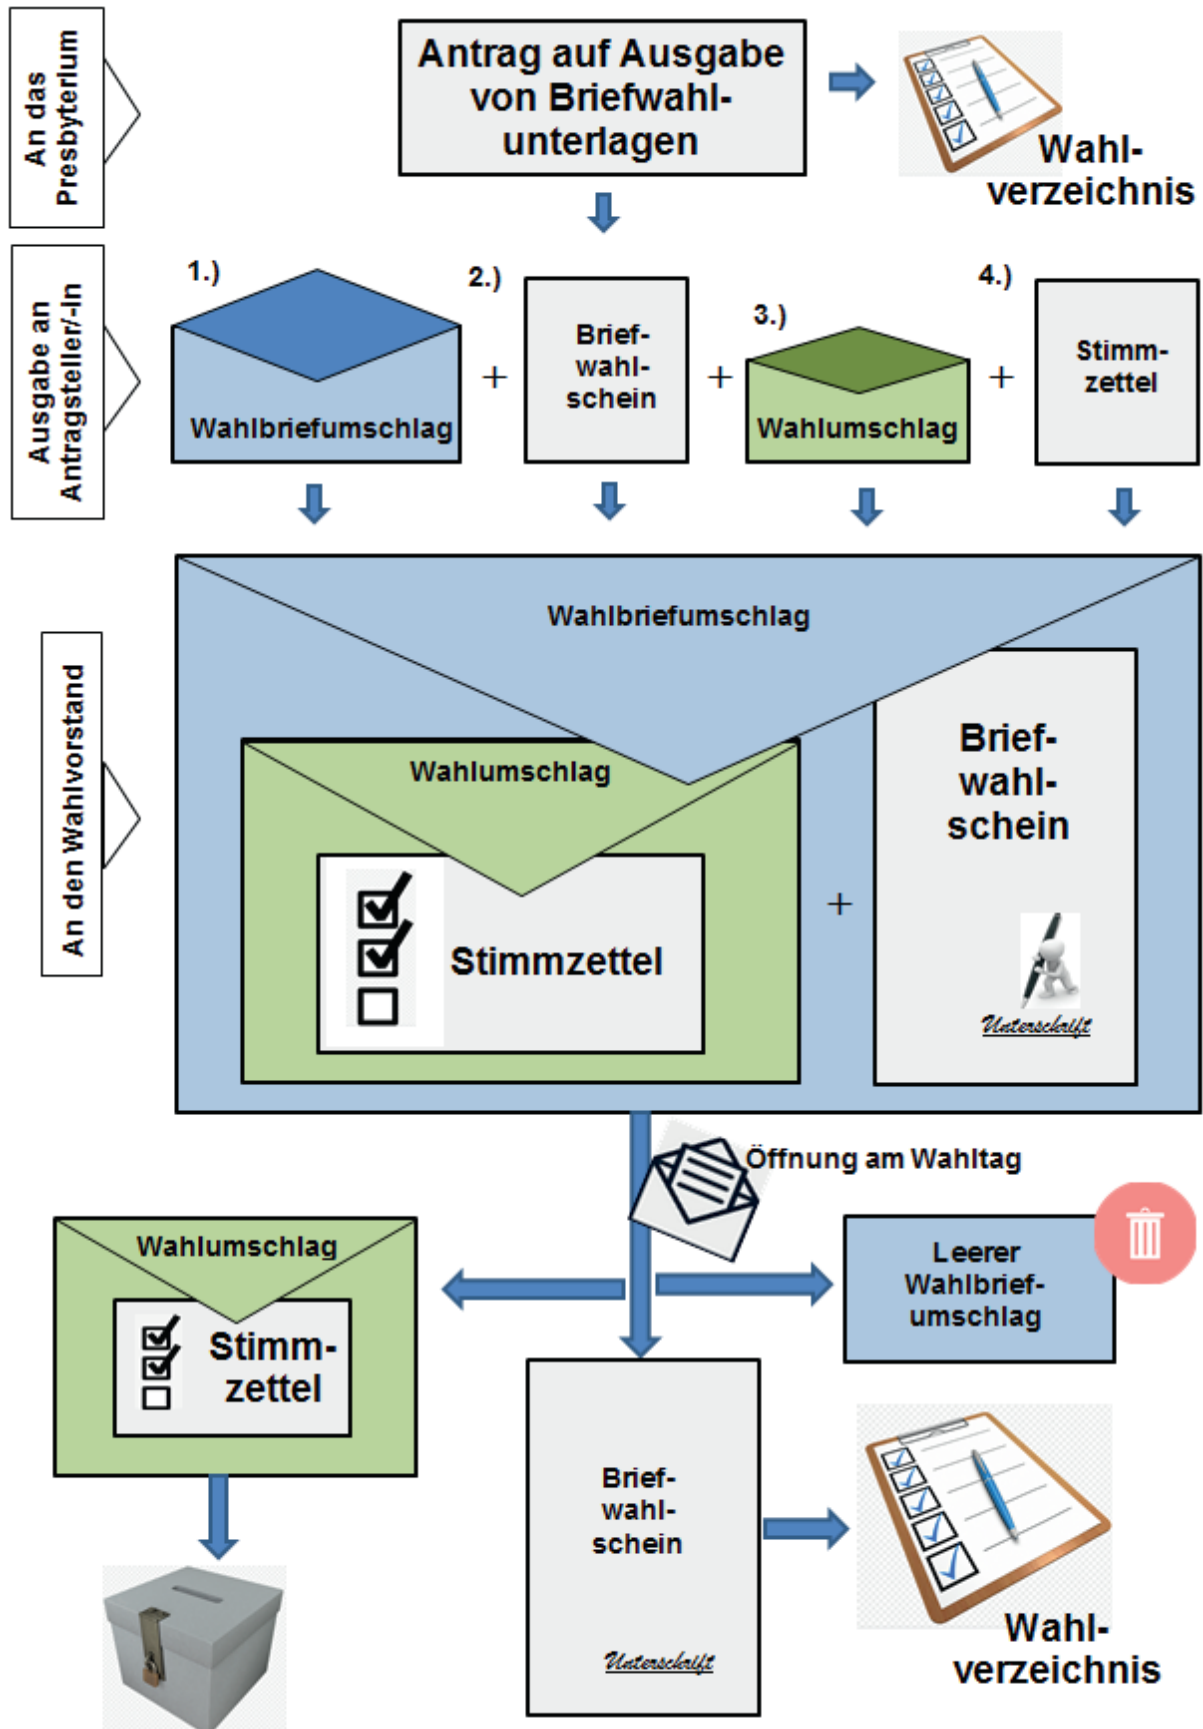 An das
Presbyterium
Antrag auf Ausgabe
von Briefwahl-
unterlagen
Wahl-
verzeichnis
Ausgabe an
Antragsteller/-in
1.)
2.)
3.)
4.)
Wahlbriefumschlag
+
Brief-
wahl-
schein
+
Wahlumschlag
+
Stimm-
zettel
An den Wahlvorstand
Wahlbriefumschlag
Wahlumschlag
Stimmzettel
+
Brief-
wahl-
schein
Unterschrift
Öffnung am Wahltag
Wahlumschlag
Stimm-
zettel
Leerer
Wahlbrief-
umschlag
Brief-
wahl-
schein
Unterschrift
Wahl-
verzeichnis